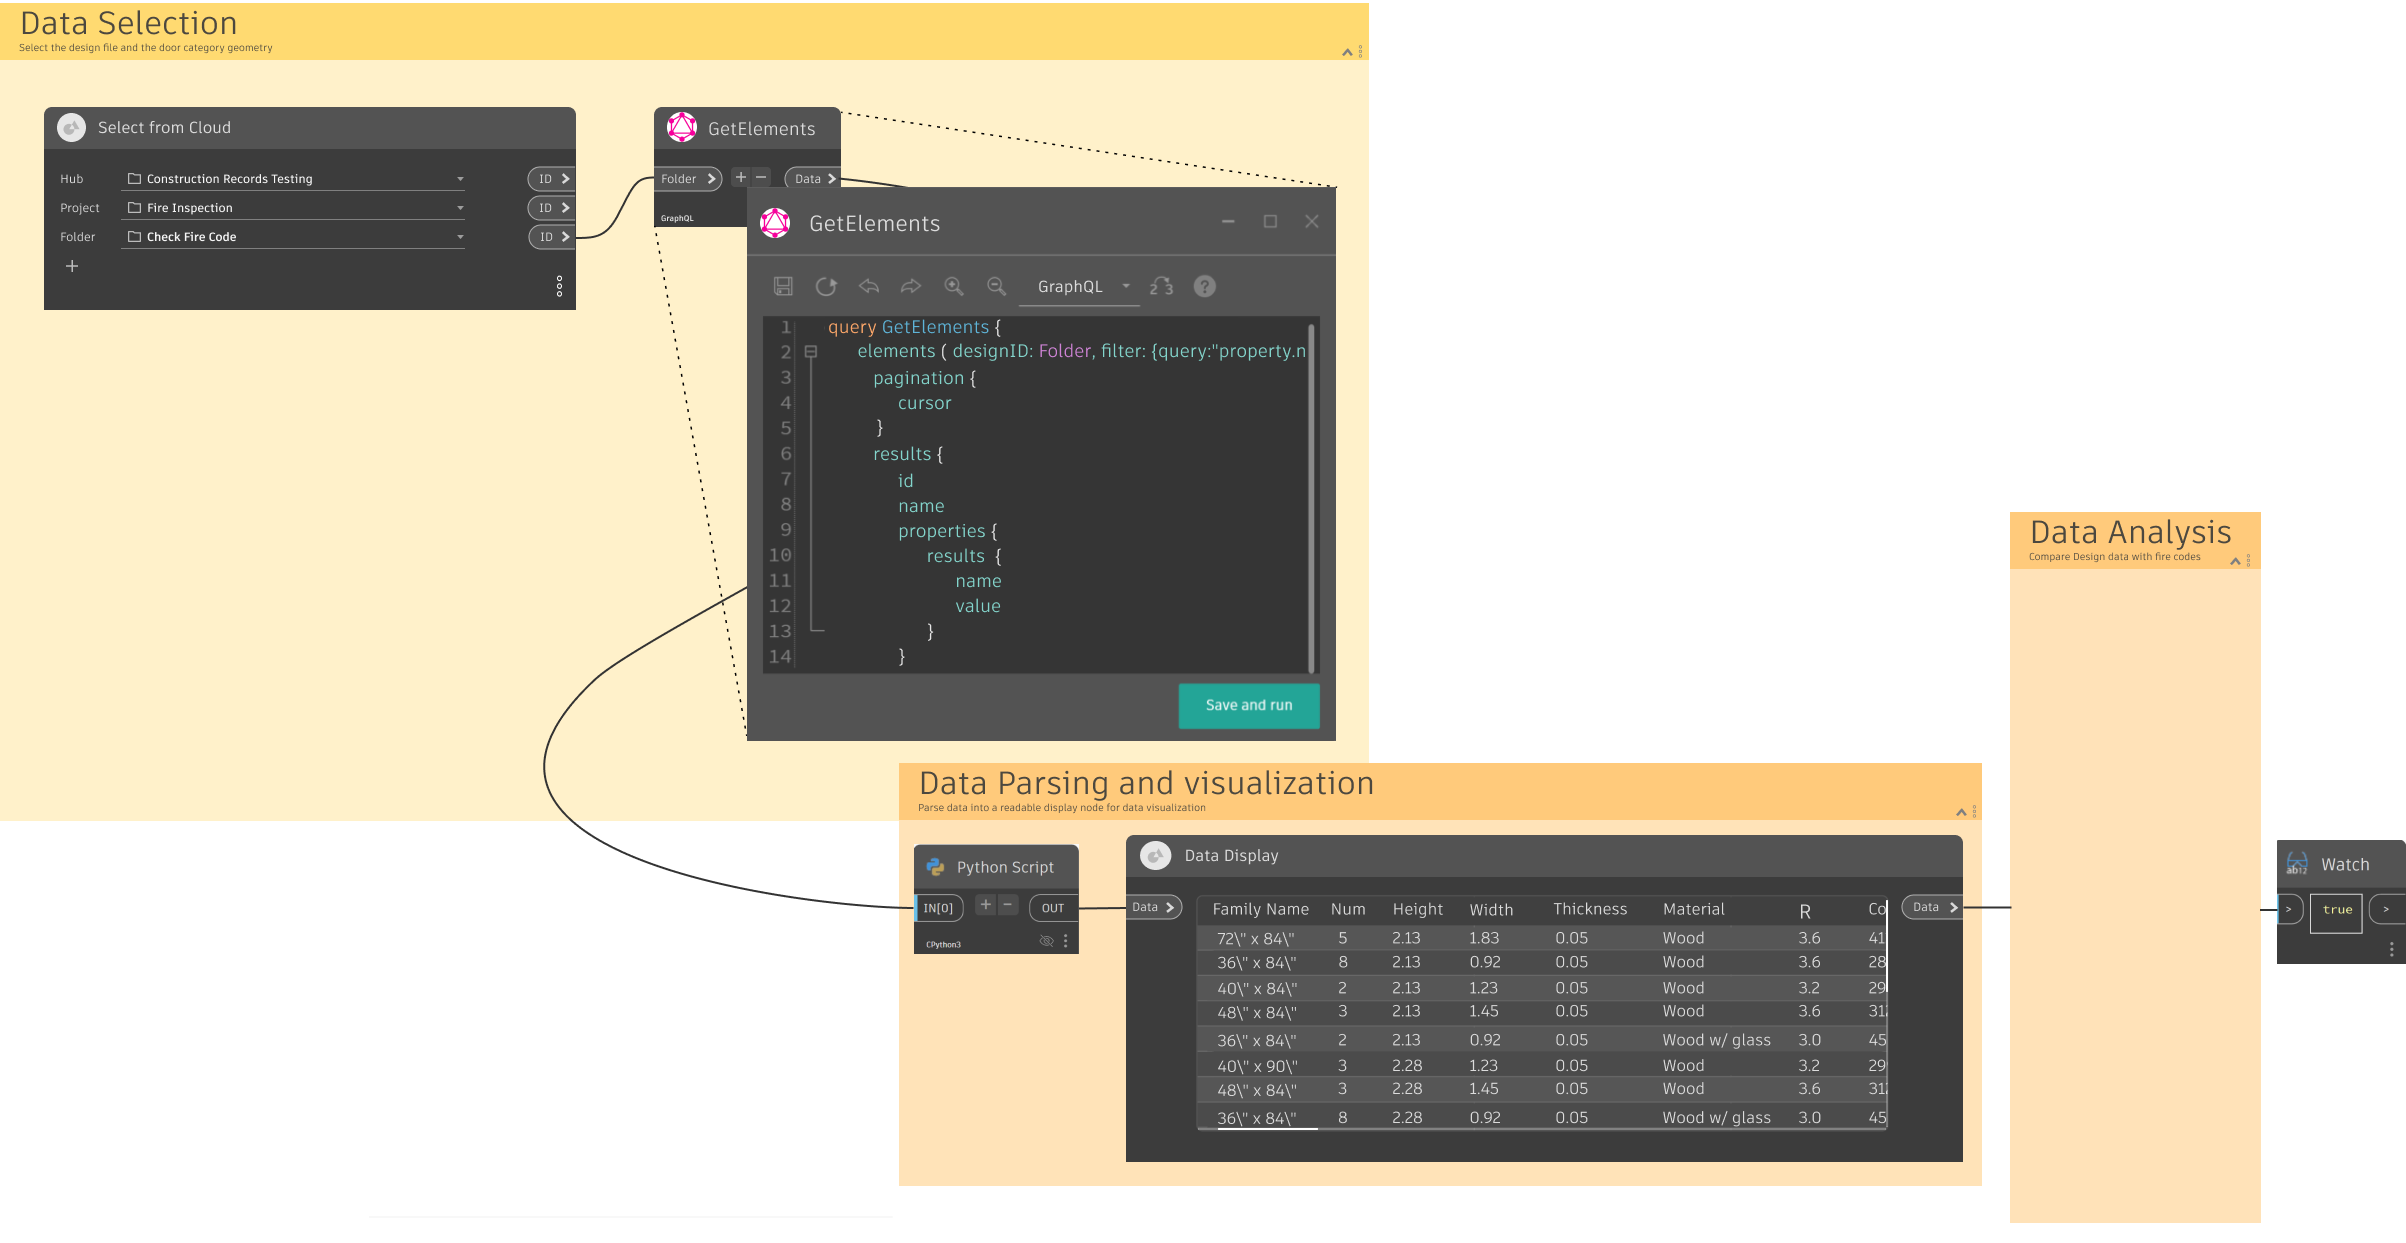 Data Selection
Select the design file and the door category geometry
Select from Cloud
Hub Construction Records Testing ID
Project Fire Inspection ID
Folder Check Fire Code ID
GetElements
Folder + − Data
GraphQL
GetElements
GraphQL 2 3 ?
1 query GetElements {
2 elements ( designID: Folder, filter: {query:"property.n
3 pagination {
4 cursor
5 }
6 results {
7 id
8 name
9 properties {
10 results {
11 name
12 value
13 }
14 }
Save and run
Data Parsing and visualization
Parse data into a readable display node for data visualization
Python Script
IN[0] + − OUT
CPython3
Data Display
Data
Family Name Num Height Width Thickness Material R Co
72\" x 84\" 5 2.13 1.83 0.05 Wood 3.6 41
36\" x 84\" 8 2.13 0.92 0.05 Wood 3.6 28
40\" x 84\" 2 2.13 1.23 0.05 Wood 3.2 29
48\" x 84\" 3 2.13 1.45 0.05 Wood 3.6 31
36\" x 84\" 2 2.13 0.92 0.05 Wood w/ glass 3.0 45
40\" x 90\" 3 2.28 1.23 0.05 Wood 3.2 29
48\" x 84\" 3 2.28 1.45 0.05 Wood 3.6 31
36\" x 84\" 8 2.28 0.92 0.05 Wood w/ glass 3.0 45
Data
Data Analysis
Compare Design data with fire codes
ab12 Watch
> true >